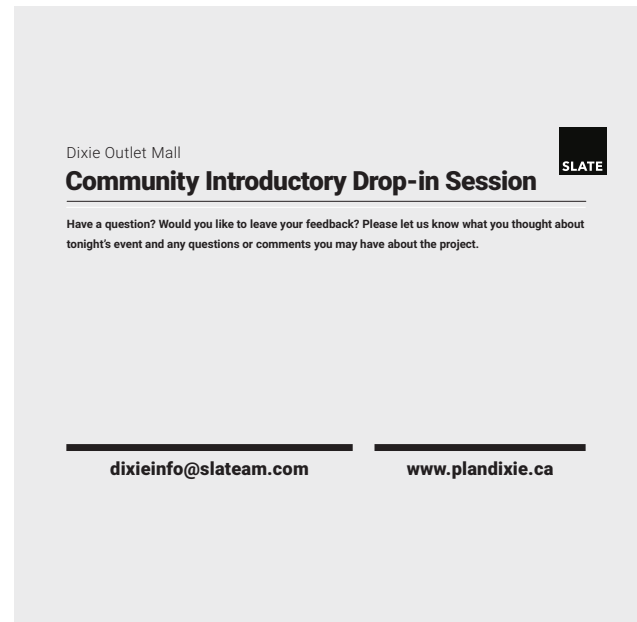 Dixie Outlet Mall
SLATE
Community Introductory Drop-in Session
Have a question? Would you like to leave your feedback? Please let us know what you thought about
tonight's event and any questions or comments you may have about the project.
dixieinfo@slateam.com
www.plandixie.ca